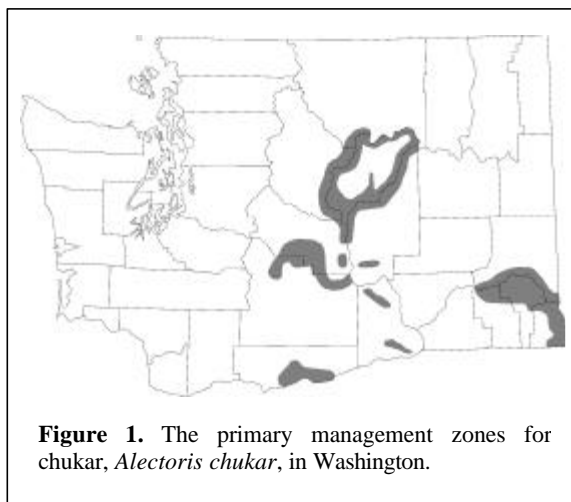 Figure 1. The primary management zones for
chukar, Alectoris chukar, in Washington.